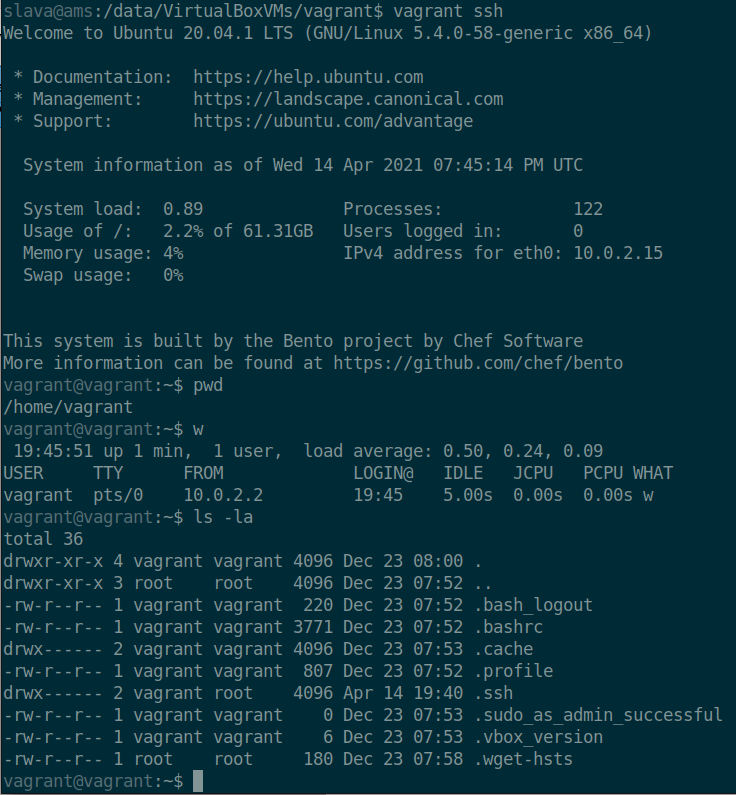 slava@ams:/data/VirtualBoxVMs/vagrant$ vagrant ssh
Welcome to Ubuntu 20.04.1 LTS (GNU/Linux 5.4.0-58-generic x86_64)

 * Documentation:  https://help.ubuntu.com
 * Management:     https://landscape.canonical.com
 * Support:        https://ubuntu.com/advantage

  System information as of Wed 14 Apr 2021 07:45:14 PM UTC

  System load:  0.89              Processes:             122
  Usage of /:   2.2% of 61.31GB   Users logged in:       0
  Memory usage: 4%                IPv4 address for eth0: 10.0.2.15
  Swap usage:   0%


This system is built by the Bento project by Chef Software
More information can be found at https://github.com/chef/bento
vagrant@vagrant:~$ pwd
/home/vagrant
vagrant@vagrant:~$ w
 19:45:51 up 1 min,  1 user,  load average: 0.50, 0.24, 0.09
USER     TTY      FROM             LOGIN@   IDLE   JCPU   PCPU WHAT
vagrant  pts/0    10.0.2.2         19:45    5.00s  0.00s  0.00s w
vagrant@vagrant:~$ ls -la
total 36
drwxr-xr-x 4 vagrant vagrant 4096 Dec 23 08:00 .
drwxr-xr-x 3 root    root    4096 Dec 23 07:52 ..
-rw-r--r-- 1 vagrant vagrant  220 Dec 23 07:52 .bash_logout
-rw-r--r-- 1 vagrant vagrant 3771 Dec 23 07:52 .bashrc
drwx------ 2 vagrant vagrant 4096 Dec 23 07:53 .cache
-rw-r--r-- 1 vagrant vagrant  807 Dec 23 07:52 .profile
drwx------ 2 vagrant root    4096 Apr 14 19:40 .ssh
-rw-r--r-- 1 vagrant vagrant    0 Dec 23 07:53 .sudo_as_admin_successful
-rw-r--r-- 1 vagrant vagrant    6 Dec 23 07:53 .vbox_version
-rw-r--r-- 1 root    root     180 Dec 23 07:58 .wget-hsts
vagrant@vagrant:~$